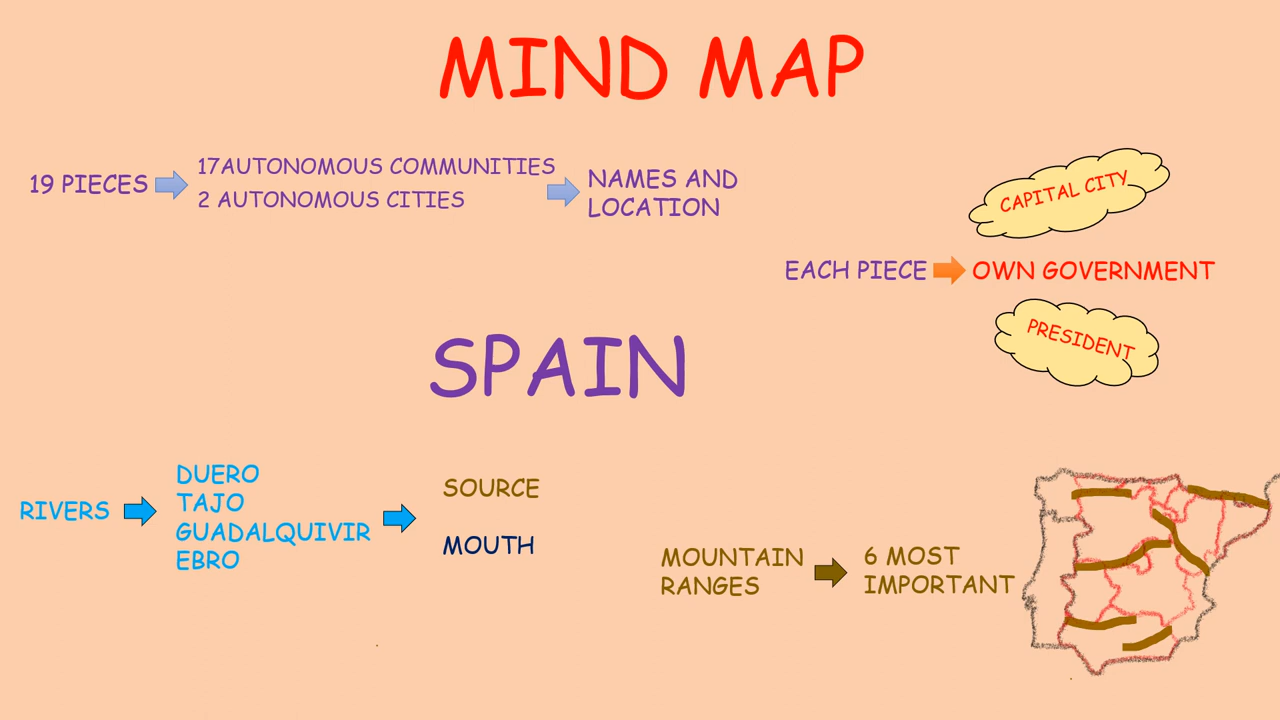 MIND MAP
19 PIECES
17AUTONOMOUS COMMUNITIES
2 AUTONOMOUS CITIES
NAMES AND
LOCATION
CAPITAL CITY
EACH PIECE
OWN GOVERNMENT
PRESIDENT
SPAIN
RIVERS
DUERO
TAJO
GUADALQUIVIR
EBRO
SOURCE
MOUTH
MOUNTAIN
RANGES
6 MOST
IMPORTANT